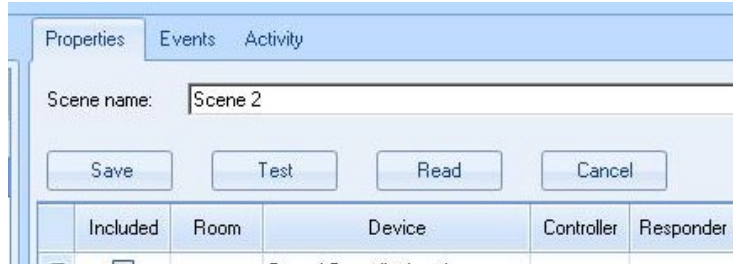 Properties Events Activity
Scene name: Scene 2
Save Test Read Cancel
Included Room Device Controller Responder